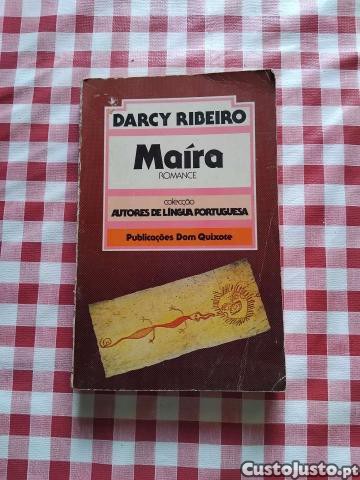 DARCY RIBEIRO
Maíra
ROMANCE
colecção
AUTORES DE LÍNGUA PORTUGUESA
Publicações Dom Quixote
CustoJusto.pt